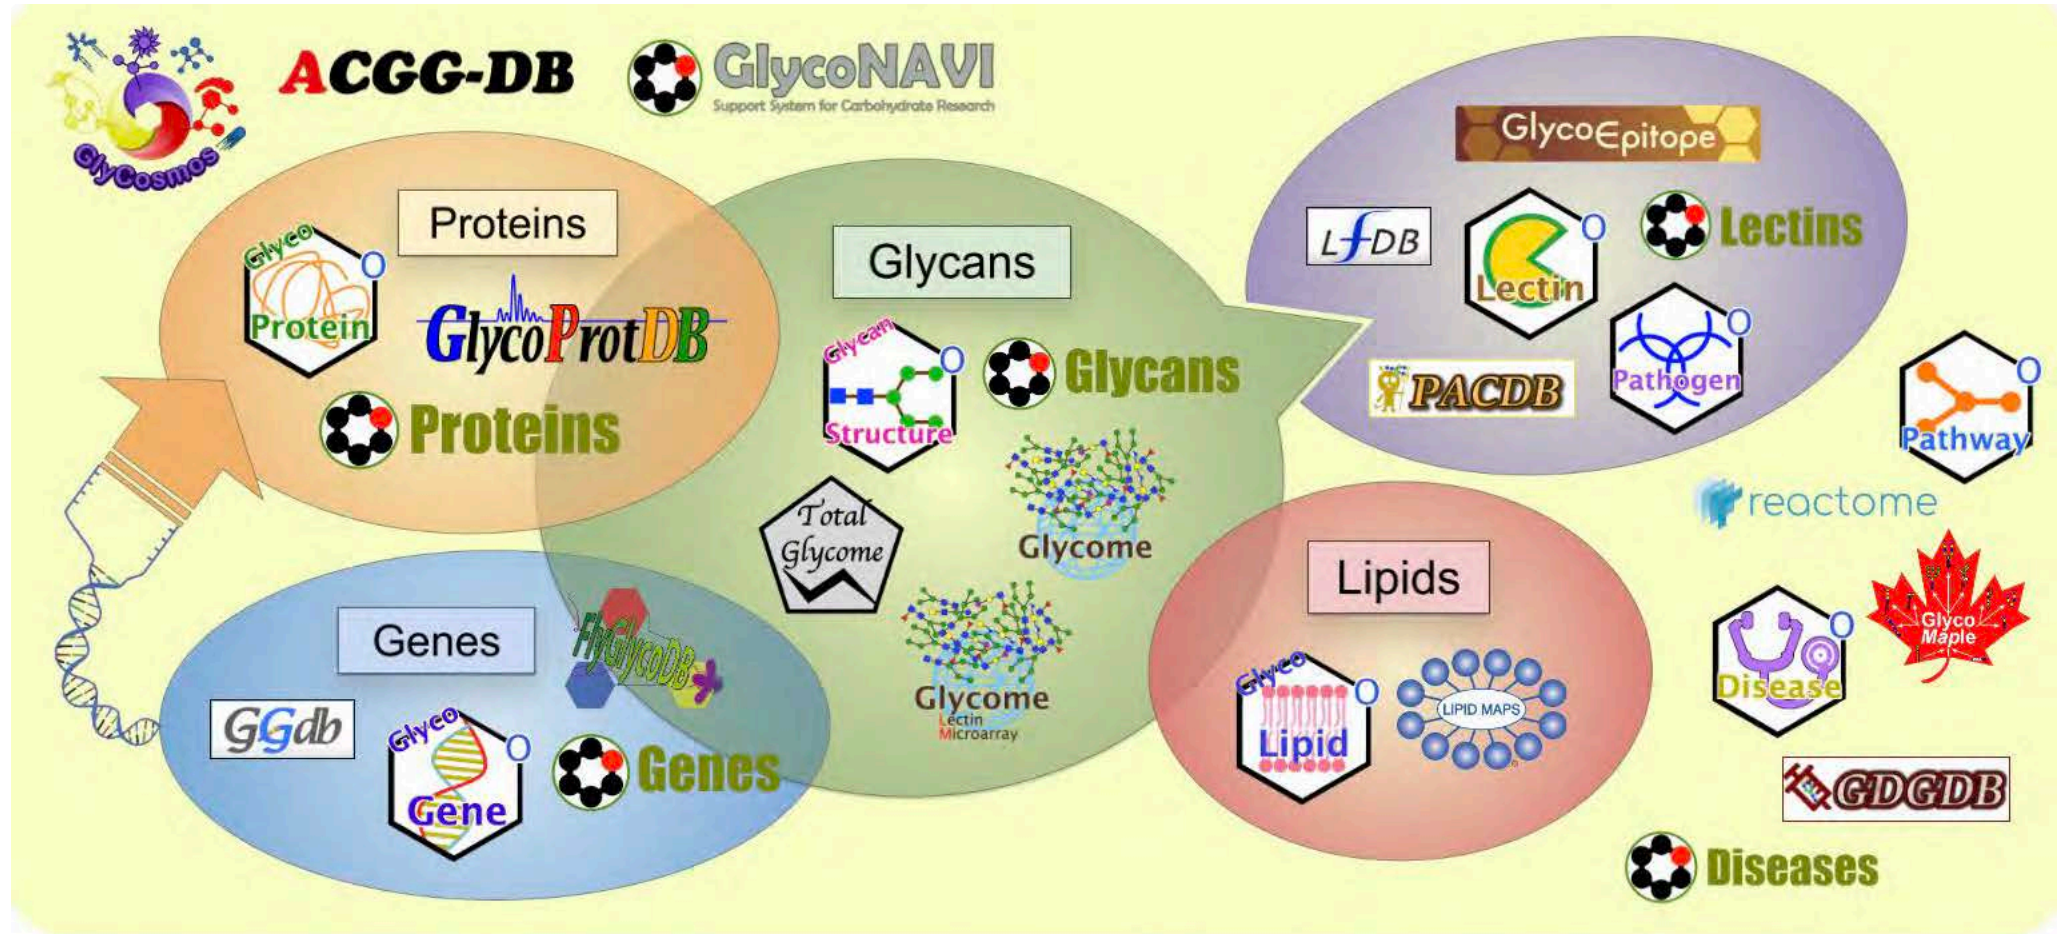 GlyCosmos
ACGG-DB
GlycoNAVI
Support System for Carbohydrate Research
Proteins
Glyco
O
Protein
GlycoProtDB
Proteins
Genes
FlyGlycoDB
GGdb
Glyco
O
Gene
Genes
Glycans
Glycan
O
Structure
Glycans
Total
Glycome
Glycome
Glycome
Lectin
Microarray
GlycoEpitope
LfDB
O
Lectin
Lectins
PACDB
O
Pathogen
Lipids
Glyco
O
Lipid
LIPID MAPS
O
Pathway
reactome
Glyco
Maple
O
Disease
GDGDB
Diseases